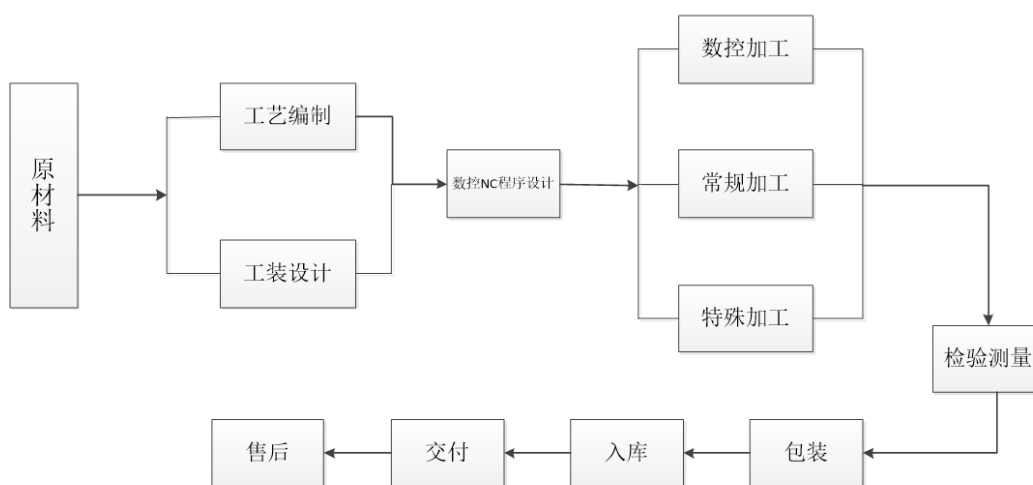 原材料
工艺编制
工装设计
数控NC程序设计
数控加工
常规加工
特殊加工
检验测量
包装
入库
交付
售后